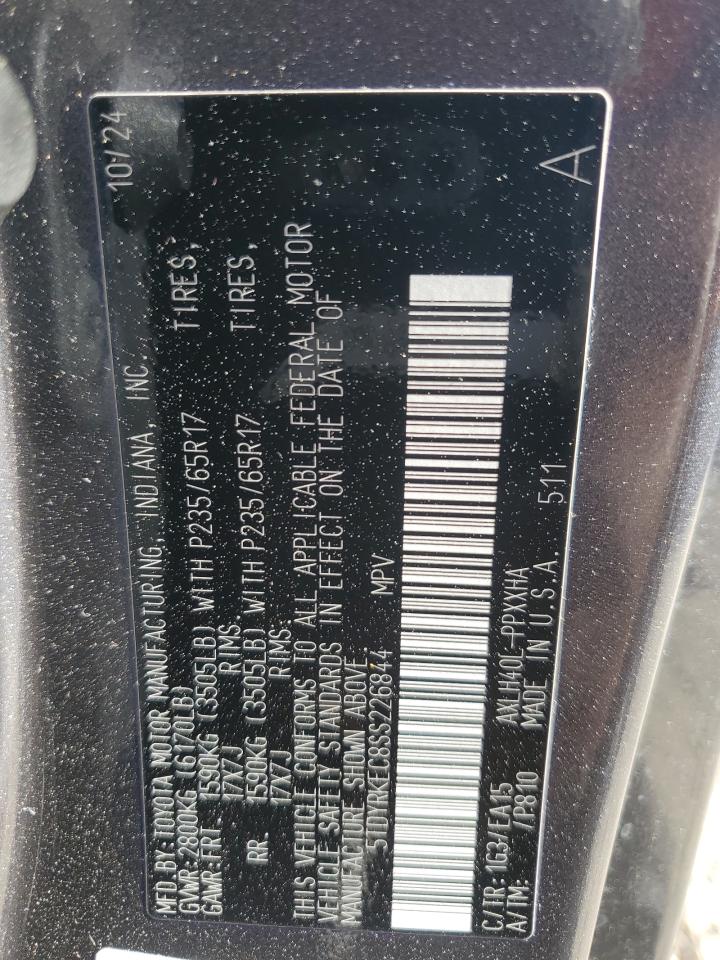 MFD BY: TOYOTA MOTOR MANUFACTURING, INDIANA, INC. 10/24
GVWR 2800KG (6170LB)
GAWR FRT. 1590KG (3505LB) WITH P235/65R17 TIRES,
17X7J RIMS.
RR. 1590KG (3505LB) WITH P235/65R17 TIRES,
17X7J RIMS.
THIS VEHICLE CONFORMS TO ALL APPLICABLE FEDERAL MOTOR
VEHICLE SAFETY STANDARDS IN EFFECT ON THE DATE OF
MANUFACTURE SHOWN ABOVE.
5TDYRKEC8SS226844 MPV
C/TR: 1G3/EA15 AXLH40L-PPXXHA
A/TM: /P810 MADE IN U.S.A. 511 A